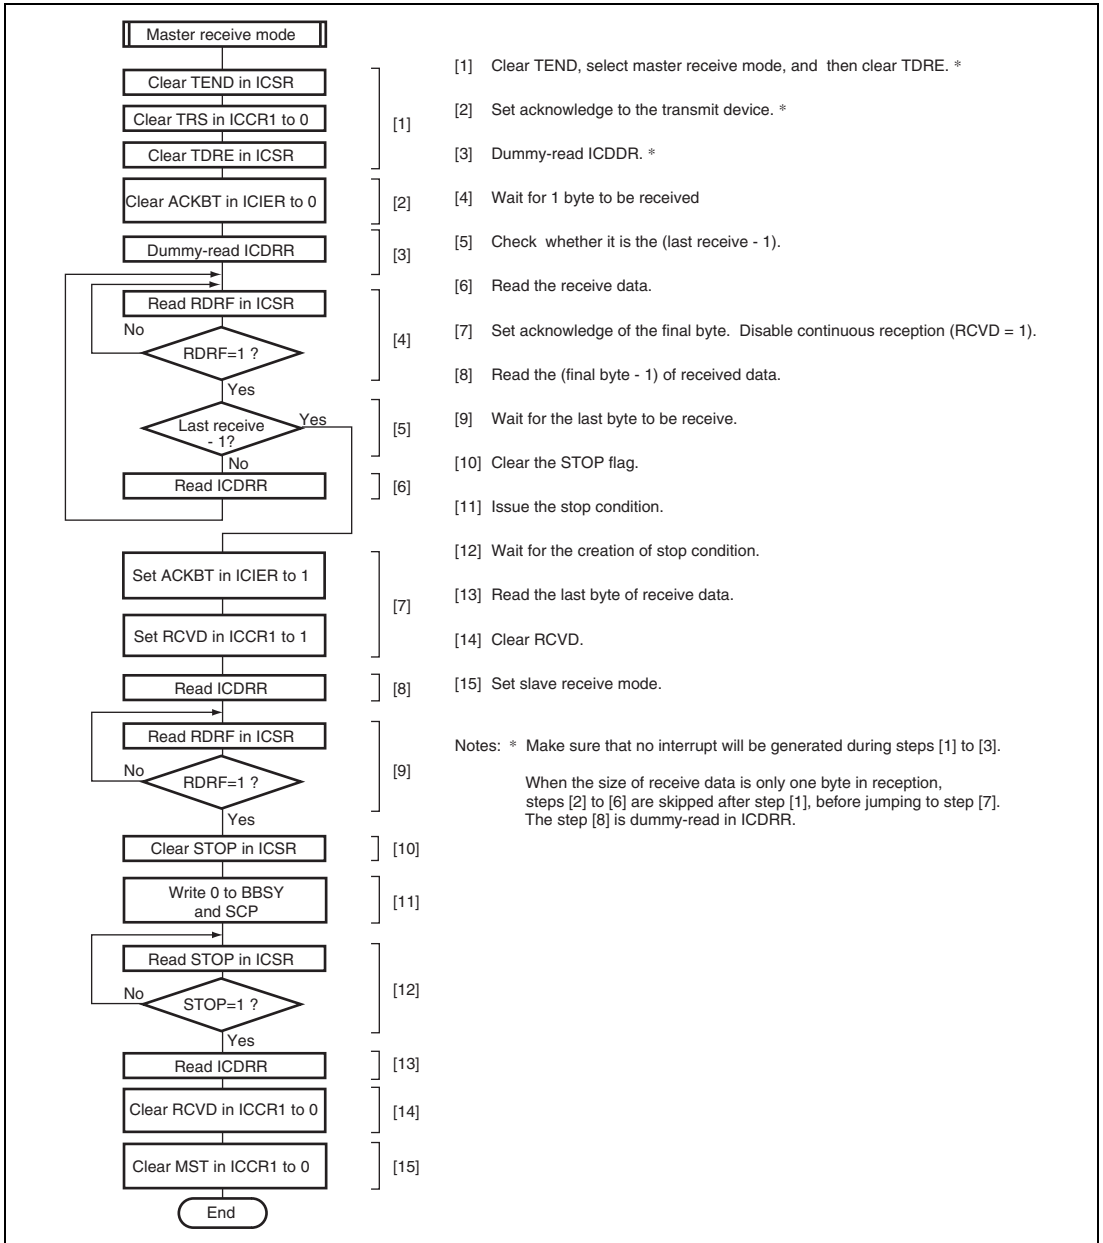 Master receive mode
Clear TEND in ICSR
Clear TRS in ICCR1 to 0
Clear TDRE in ICSR
[1]
Clear ACKBT in ICIER to 0
[2]
Dummy-read ICDRR
[3]
Read RDRF in ICSR
No
RDRF=1 ?
[4]
Yes
Last receive
- 1?
Yes
[5]
No
Read ICDRR
[6]
Set ACKBT in ICIER to 1
[7]
Set RCVD in ICCR1 to 1
Read ICDRR
[8]
Read RDRF in ICSR
No
RDRF=1 ?
[9]
Yes
Clear STOP in ICSR
[10]
Write 0 to BBSY
and SCP
[11]
Read STOP in ICSR
No
STOP=1 ?
[12]
Yes
Read ICDRR
[13]
Clear RCVD in ICCR1 to 0
[14]
Clear MST in ICCR1 to 0
[15]
End
[1] Clear TEND, select master receive mode, and then clear TDRE. *
[2] Set acknowledge to the transmit device. *
[3] Dummy-read ICDDR. *
[4] Wait for 1 byte to be received
[5] Check whether it is the (last receive - 1).
[6] Read the receive data.
[7] Set acknowledge of the final byte. Disable continuous reception (RCVD = 1).
[8] Read the (final byte - 1) of received data.
[9] Wait for the last byte to be receive.
[10] Clear the STOP flag.
[11] Issue the stop condition.
[12] Wait for the creation of stop condition.
[13] Read the last byte of receive data.
[14] Clear RCVD.
[15] Set slave receive mode.
Notes: * Make sure that no interrupt will be generated during steps [1] to [3].
When the size of receive data is only one byte in reception,
steps [2] to [6] are skipped after step [1], before jumping to step [7].
The step [8] is dummy-read in ICDRR.